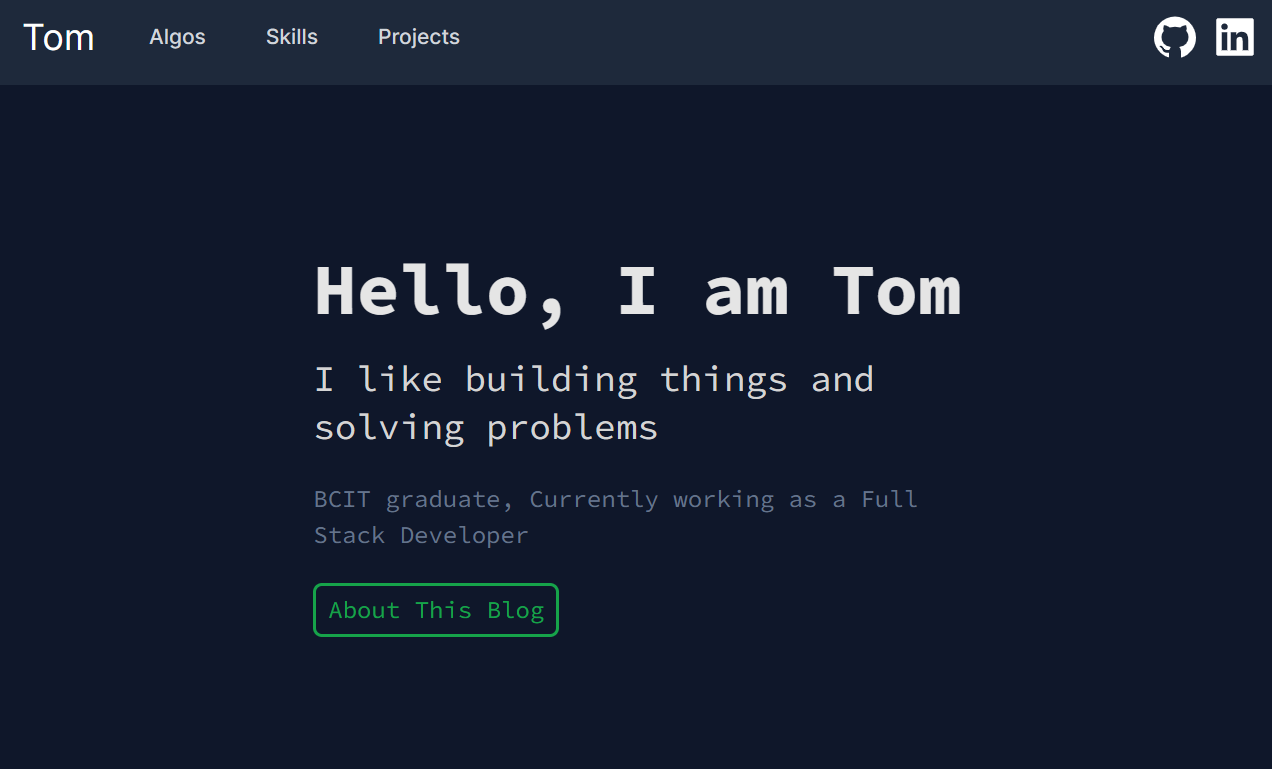 Tom Algos Skills Projects in
Hello, I am Tom
I like building things and
solving problems
BCIT graduate, Currently working as a Full
Stack Developer
About This Blog